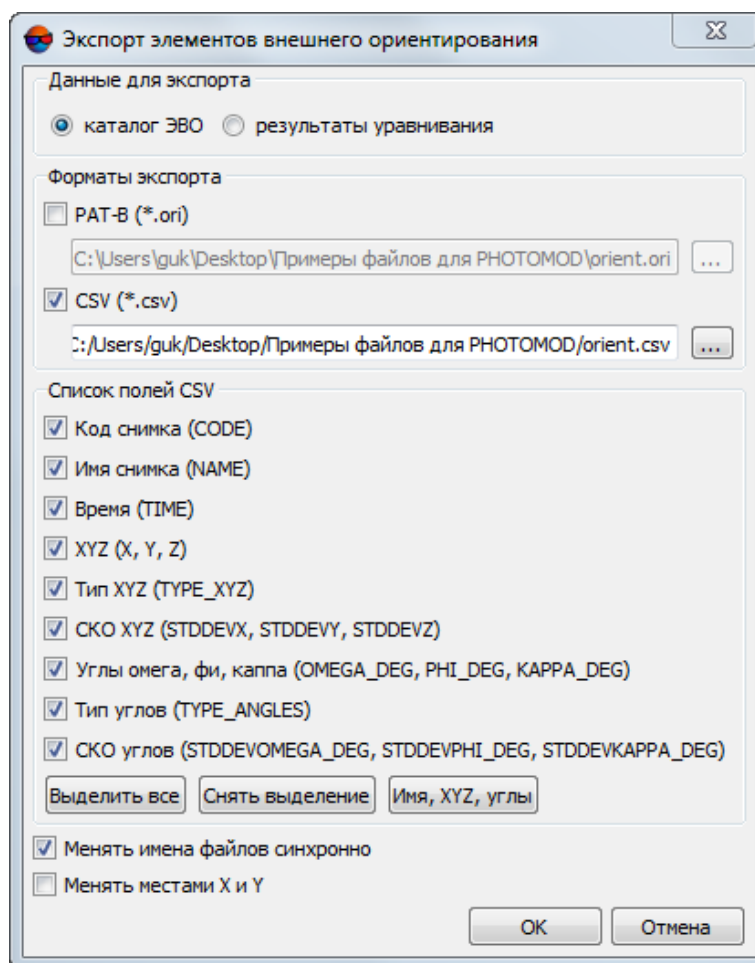 Экспорт элементов внешнего ориентирования
Данные для экспорта
каталог ЭВО результаты уравнивания
Форматы экспорта
PAT-B (*.ori)
C:\Users\guk\Desktop\Примеры файлов для PHOTOMOD\orient.ori ...
CSV (*.csv)
C:/Users/guk/Desktop/Примеры файлов для PHOTOMOD/orient.csv ...
Список полей CSV
Код снимка (CODE)
Имя снимка (NAME)
Время (TIME)
XYZ (X, Y, Z)
Тип XYZ (TYPE_XYZ)
СКО XYZ (STDDEVX, STDDEVY, STDDEVZ)
Углы омега, фи, каппа (OMEGA_DEG, PHI_DEG, KAPPA_DEG)
Тип углов (TYPE_ANGLES)
СКО углов (STDDEVOMEGA_DEG, STDDEVPHI_DEG, STDDEVKAPPA_DEG)
Выделить все Снять выделение Имя, XYZ, углы
Менять имена файлов синхронно
Менять местами X и Y
OK Отмена